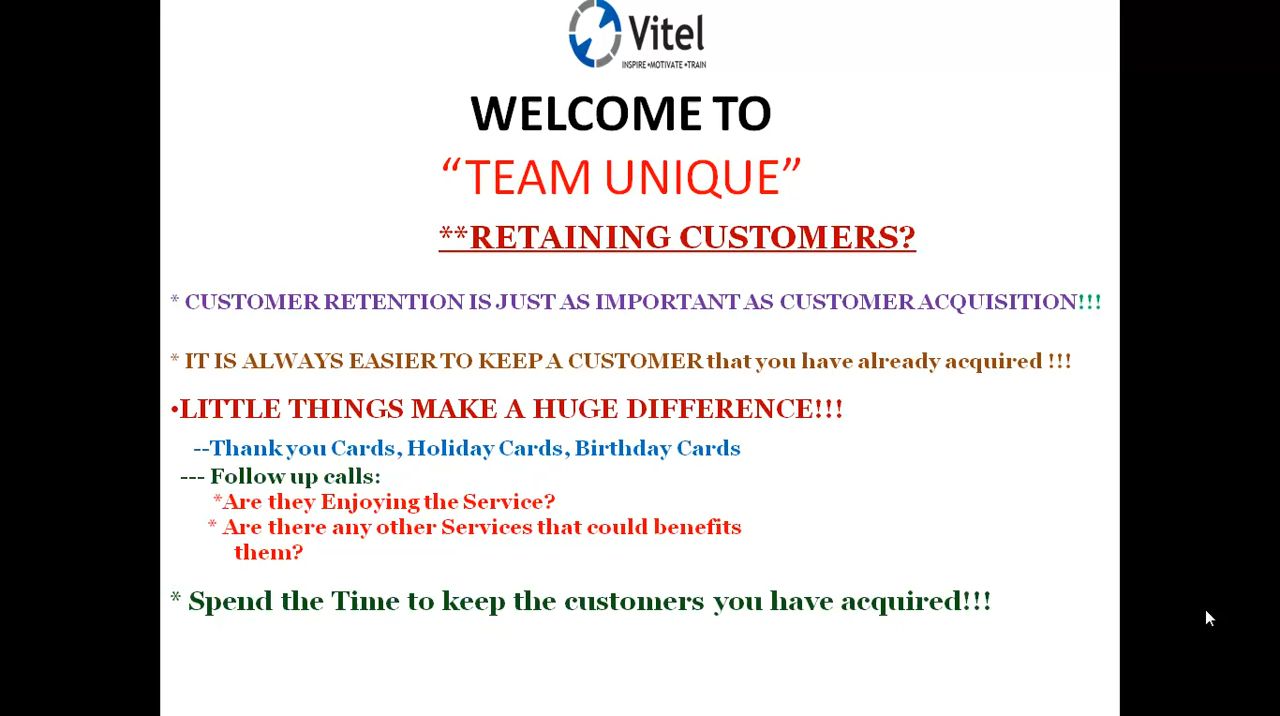 Vitel
INSPIRE •MOTIVATE •TRAIN
WELCOME TO
“TEAM UNIQUE”
**RETAINING CUSTOMERS?
* CUSTOMER RETENTION IS JUST AS IMPORTANT AS CUSTOMER ACQUISITION!!!
* IT IS ALWAYS EASIER TO KEEP A CUSTOMER that you have already acquired !!!
•LITTLE THINGS MAKE A HUGE DIFFERENCE!!!
--Thank you Cards, Holiday Cards, Birthday Cards
--- Follow up calls:
*Are they Enjoying the Service?
* Are there any other Services that could benefits
them?
* Spend the Time to keep the customers you have acquired!!!